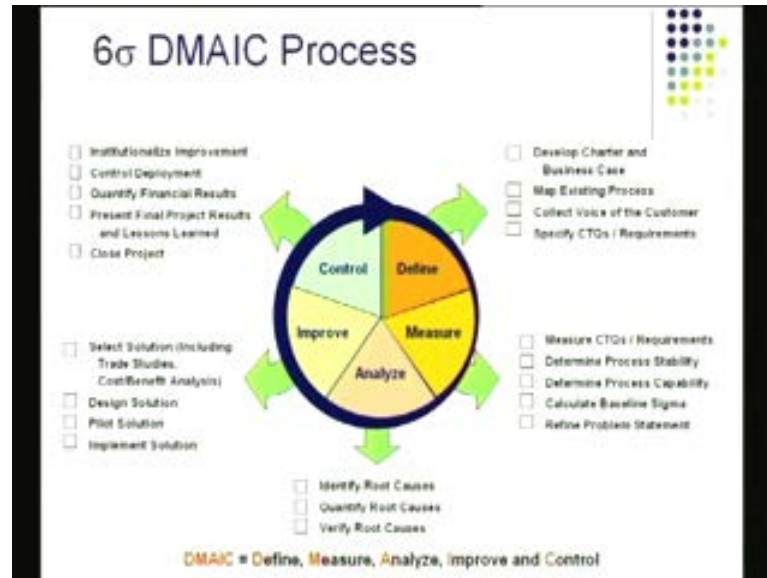 6σ DMAIC Process
Institutionalize Improvement
Control Deployment
Quantify Financial Results
Present Final Project Results
and Lessons Learned
Close Project
Develop Charter and
Business Case
Map Existing Process
Collect Voice of the Customer
Specify CTQs / Requirements
Control
Define
Improve
Measure
Analyze
Select Solution (Including
Trade Studies,
Cost/Benefit Analysis)
Design Solution
Pilot Solution
Implement Solution
Measure CTQs / Requirements
Determine Process Stability
Determine Process Capability
Calculate Baseline Sigma
Refine Problem Statement
Identify Root Causes
Quantify Root Causes
Verify Root Causes
DMAIC = Define, Measure, Analyze, Improve and Control